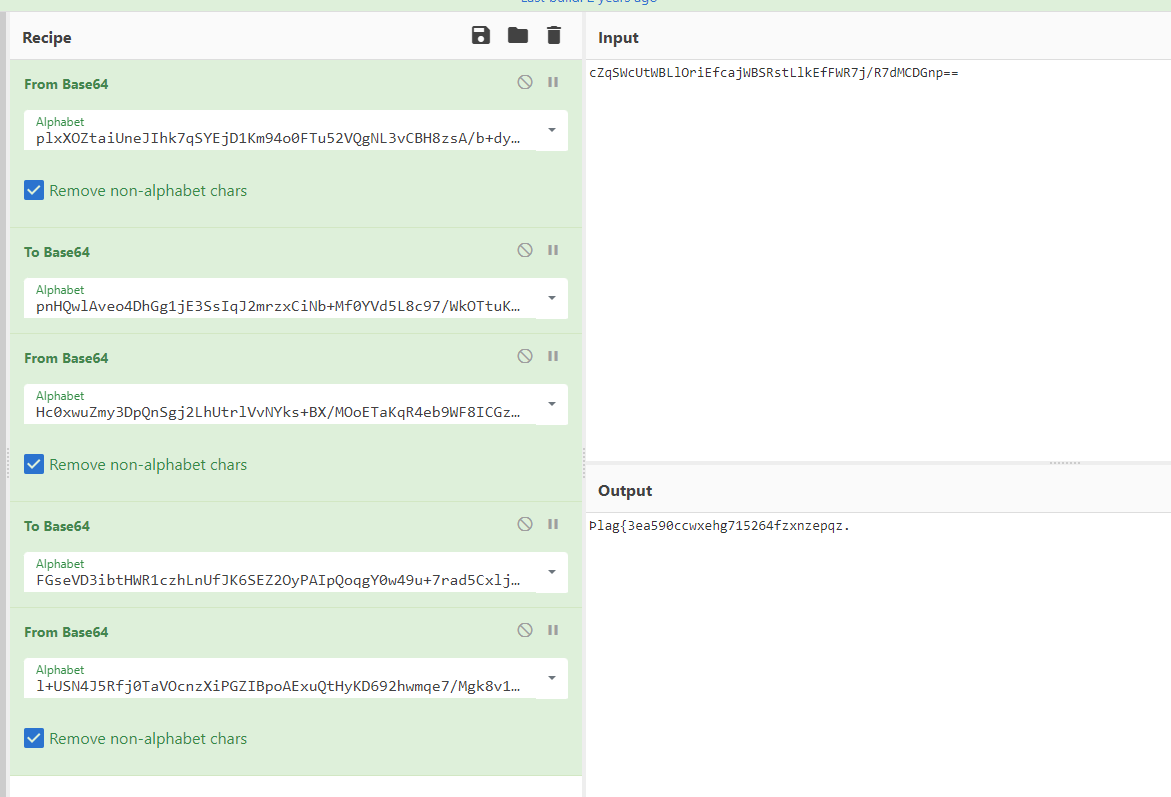 Last build: 2 years ago
Recipe
From Base64
Alphabet
plxXOZtaiUneJIhk7qSYEjD1Km94o0FTu52VQgNL3vCBH8zsA/b+dy…
Remove non-alphabet chars
To Base64
Alphabet
pnHQwlAveo4DhGg1jE3SsIqJ2mrzxCiNb+Mf0YVd5L8c97/WkOTtuK…
From Base64
Alphabet
Hc0xwuZmy3DpQnSgj2LhUtrlVvNYks+BX/MOoETaKqR4eb9WF8ICGz…
Remove non-alphabet chars
To Base64
Alphabet
FGseVD3ibtHWR1czhLnUfJK6SEZ2OyPAIpQoqgY0w49u+7rad5Cxlj…
From Base64
Alphabet
l+USN4J5Rfj0TaVOcnzXiPGZIBpoAExuQtHyKD692hwmqe7/Mgk8v1…
Remove non-alphabet chars
Input
cZqSWcUtWBLlOriEfcajWBSRstLlkEfFWR7j/R7dMCDGnp==
Output
Þlag{3ea590ccwxehg715264fzxnzepqz.